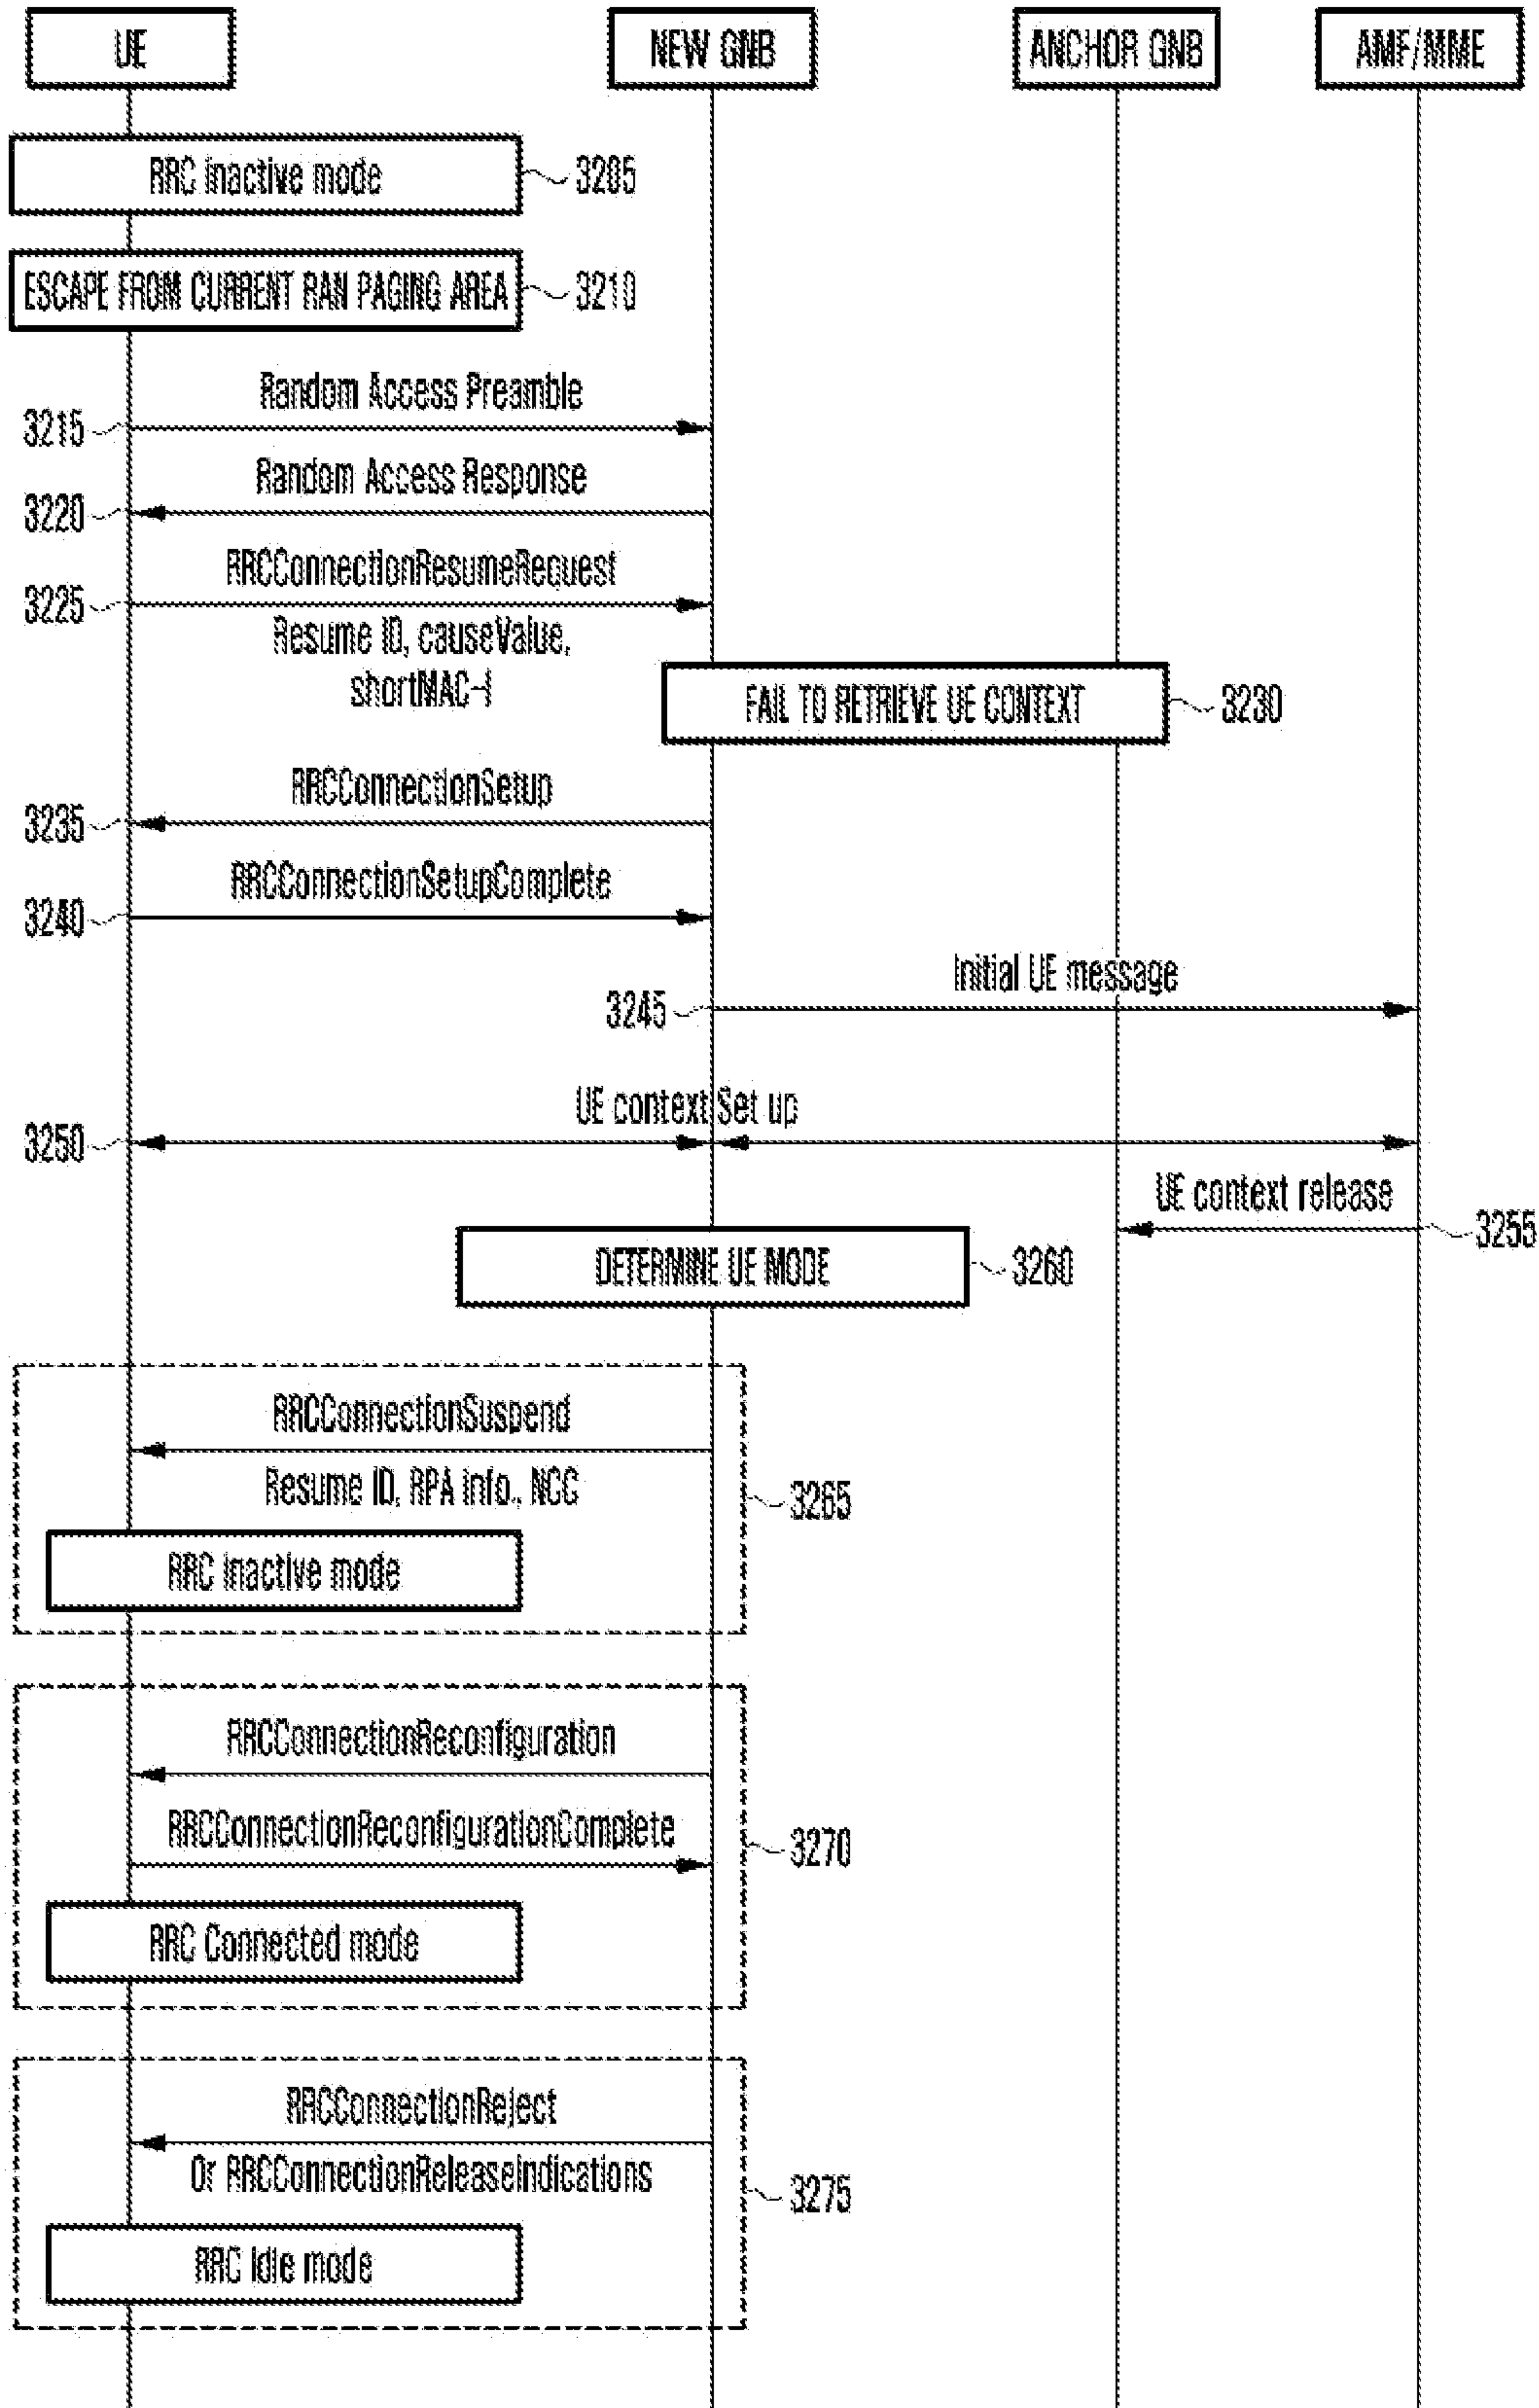 UE
NEW GNB
ANCHOR GNB
AMF/MME
RRC inactive mode
3205
ESCAPE FROM CURRENT RAN PAGING AREA
3210
Random Access Preamble
3215
Random Access Response
3220
RRCConnectionResumeRequest
3225
Resume ID, causeValue,
shortMAC-I
FAIL TO RETRIEVE UE CONTEXT
3230
RRCConnectionSetup
3235
RRCConnectionSetupComplete
3240
Initial UE message
3245
UE context Set up
3250
UE context release
3255
DETERMINE UE MODE
3260
RRCConnectionSuspend
Resume ID, RPA info., NCC
3265
RRC inactive mode
RRCConnectionReconfiguration
RRCConnectionReconfigurationComplete
3270
RRC Connected mode
RRCConnectionReject
Or RRCConnectionReleaseIndications
3275
RRC Idle mode